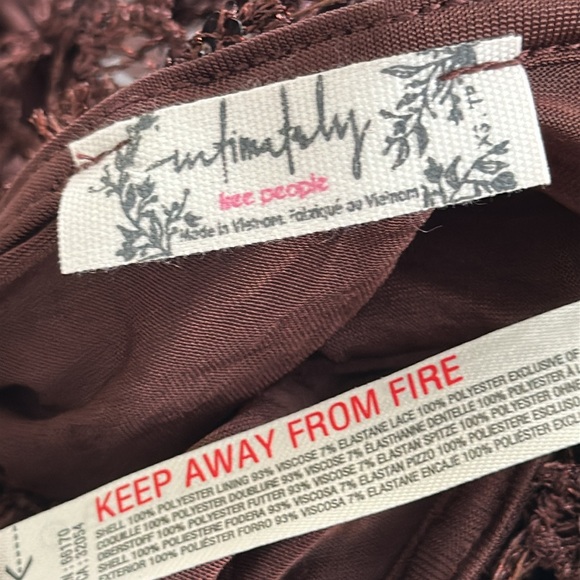 intimately
free people
Made in Vietnam. Fabriqué au Vietnam
XS . TP
KEEP AWAY FROM FIRE
SHELL 100% POLYESTER LINING 93% VISCOSE 7% ELASTANE LACE 100% POLYESTER EXCLUSIVE OF
COQUILLE 100% POLYESTER DOUBLURE 93% VISCOSE 7% ELASTHANNE DENTELLE 100% POLYESTER À
OBERSTOFF 100% POLYESTER FUTTER 93% VISCOSE 7% ELASTAN SPITZE 100% POLYESTER OHNE
SHELL 100% POLIESTERE FODERA 93% VISCOSA 7% ELASTAN PIZZO 100% POLIESTERE
EXTERIOR 100% POLIÉSTER FORRO 93% VISCOSA 7% ELASTANO ENCAJE 100% POLIÉSTER
66170
32054